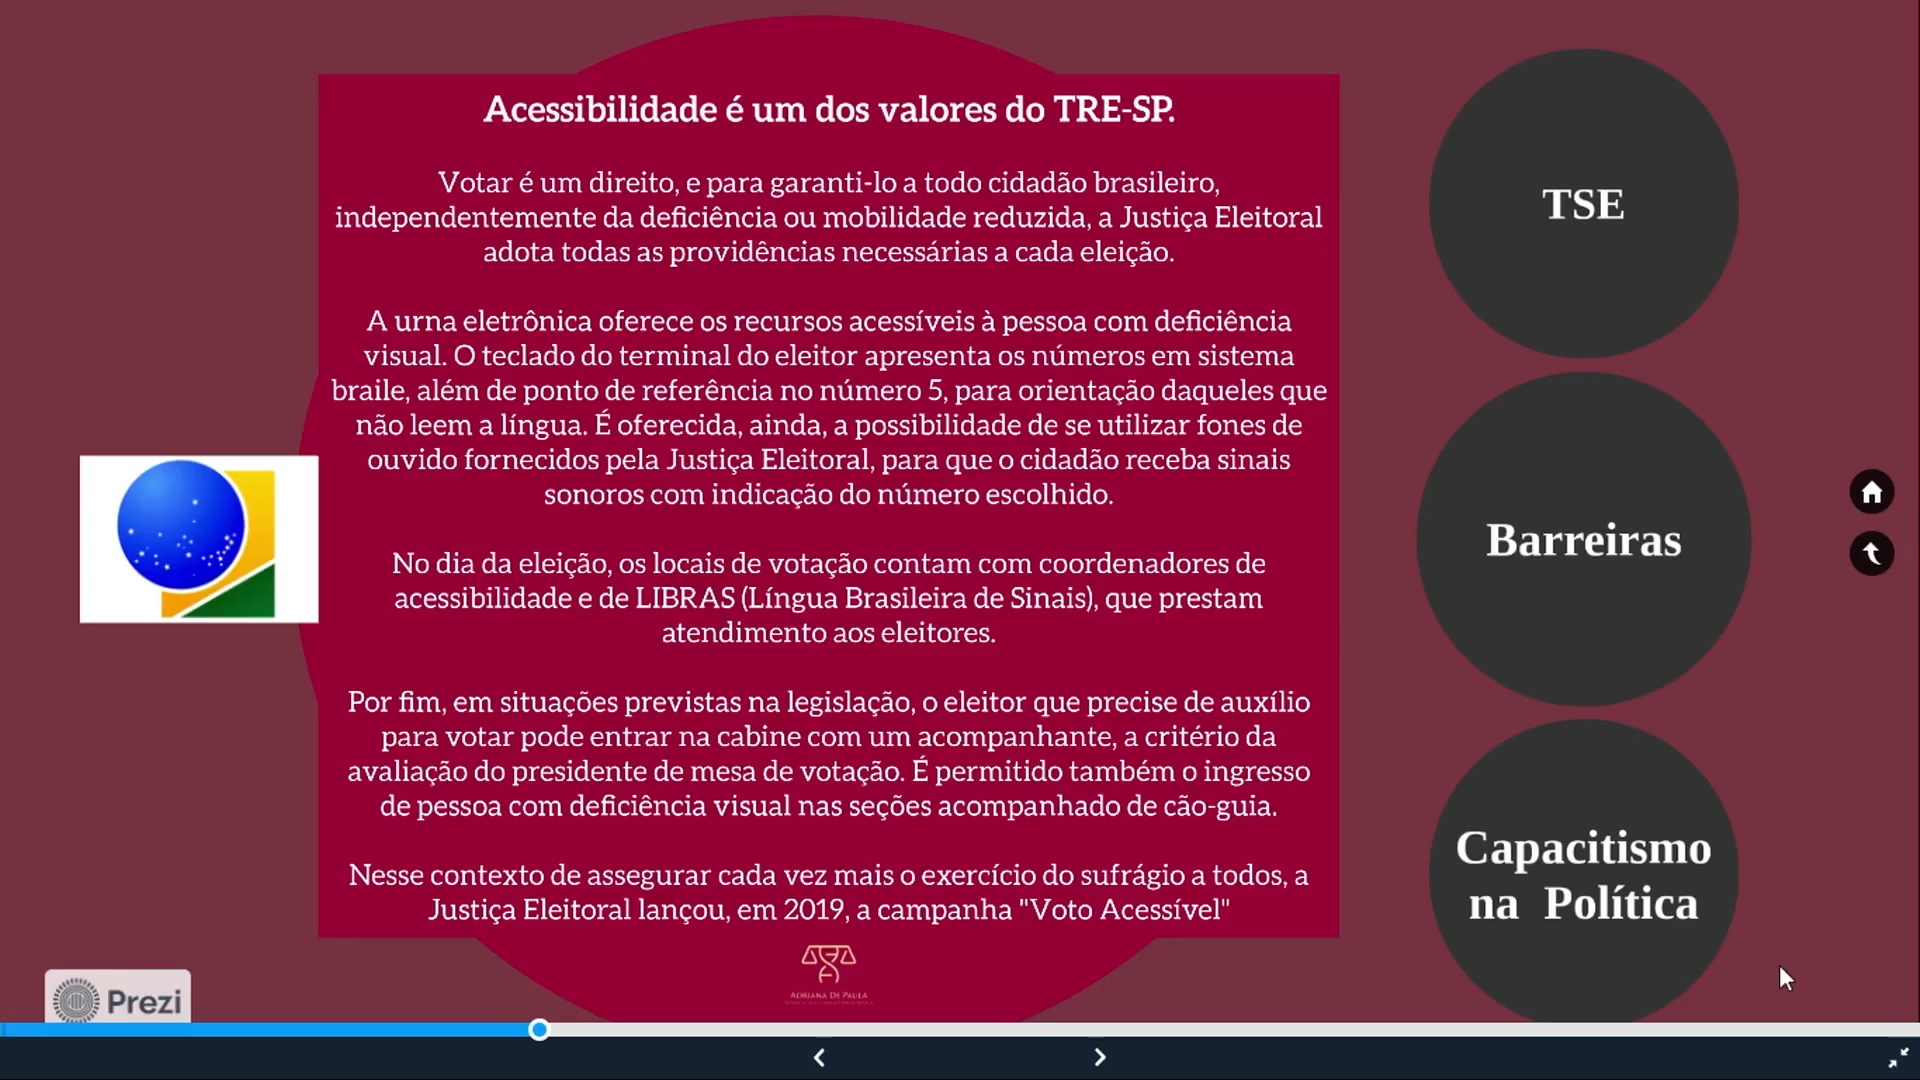 Acessibilidade é um dos valores do TRE-SP.
Votar é um direito, e para garanti-lo a todo cidadão brasileiro,
independentemente da deficiência ou mobilidade reduzida, a Justiça Eleitoral
adota todas as providências necessárias a cada eleição.
A urna eletrônica oferece os recursos acessíveis à pessoa com deficiência
visual. O teclado do terminal do eleitor apresenta os números em sistema
braile, além de ponto de referência no número 5, para orientação daqueles que
não leem a língua. É oferecida, ainda, a possibilidade de se utilizar fones de
ouvido fornecidos pela Justiça Eleitoral, para que o cidadão receba sinais
sonoros com indicação do número escolhido.
No dia da eleição, os locais de votação contam com coordenadores de
acessibilidade e de LIBRAS (Língua Brasileira de Sinais), que prestam
atendimento aos eleitores.
Por fim, em situações previstas na legislação, o eleitor que precise de auxílio
para votar pode entrar na cabine com um acompanhante, a critério da
avaliação do presidente de mesa de votação. É permitido também o ingresso
de pessoa com deficiência visual nas seções acompanhado de cão-guia.
Nesse contexto de assegurar cada vez mais o exercício do sufrágio a todos, a
Justiça Eleitoral lançou, em 2019, a campanha "Voto Acessível"
ADRIANA DE PAULA
TSE
Barreiras
Capacitismo
na Política
Prezi